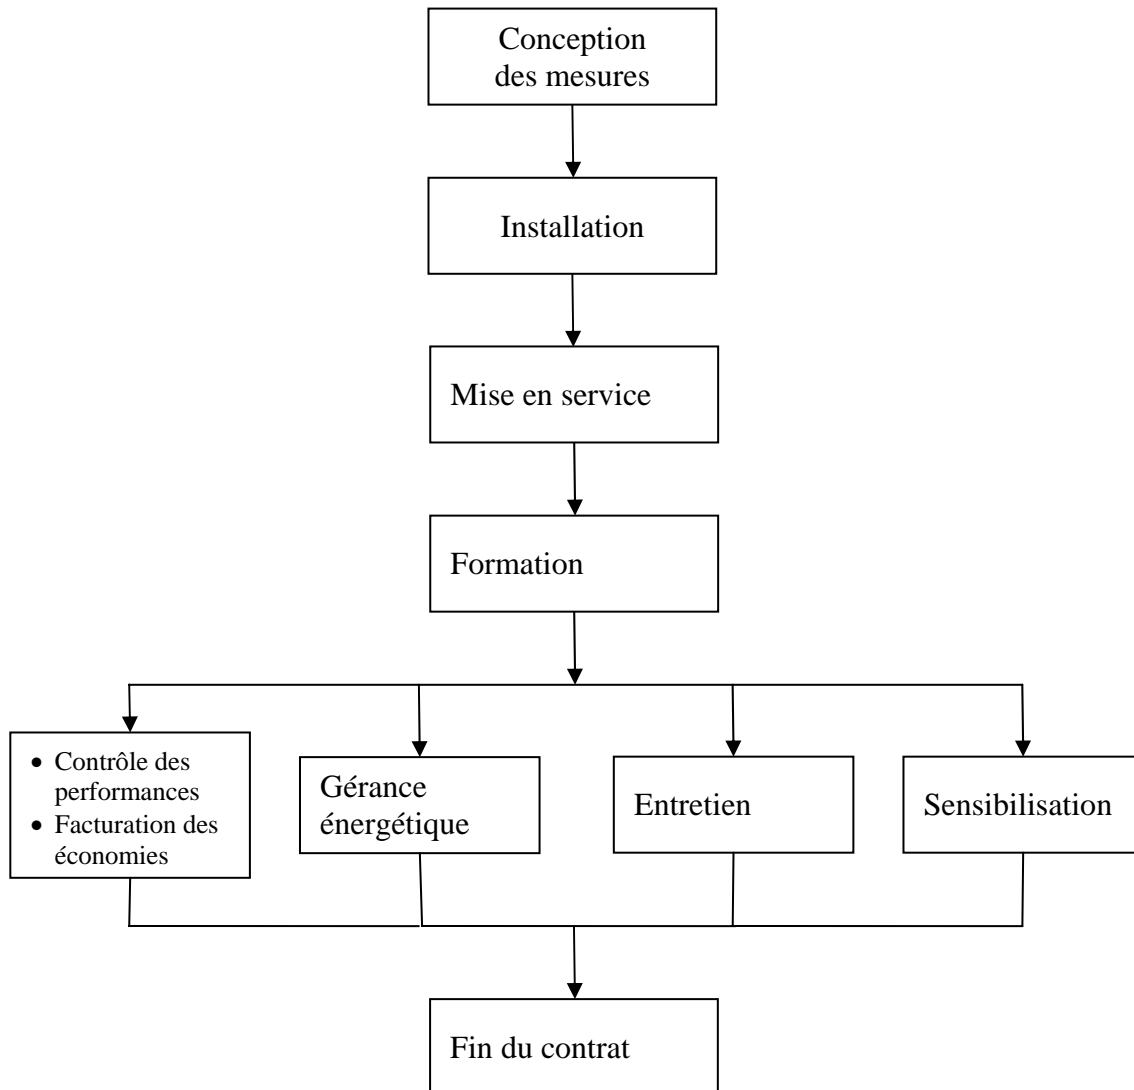 Conception
des mesures
Installation
Mise en service
Formation
• Contrôle des
performances
• Facturation des
économies
Gérance
énergétique
Entretien
Sensibilisation
Fin du contrat